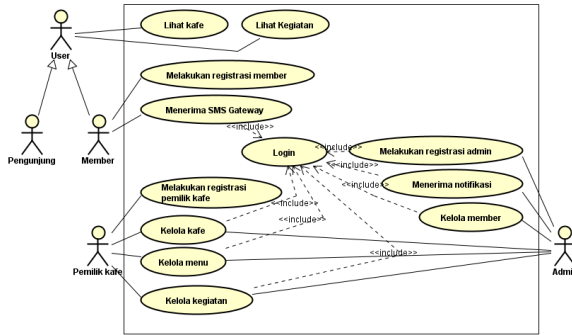 Lihat kafe
Lihat Kegiatan
User
Melakukan registrasi member
Menerima SMS Gateway
<<include>>
Pengunjung
Member
Login
<<include>>
Melakukan registrasi admin
Menerima notifikasi
<<include>>
Melakukan registrasi
pemilik kafe
<<include>>
Kelola member
<<include>>
Kelola kafe
<<include>>
Kelola menu
Pemilik kafe
Admi
Kelola kegiatan